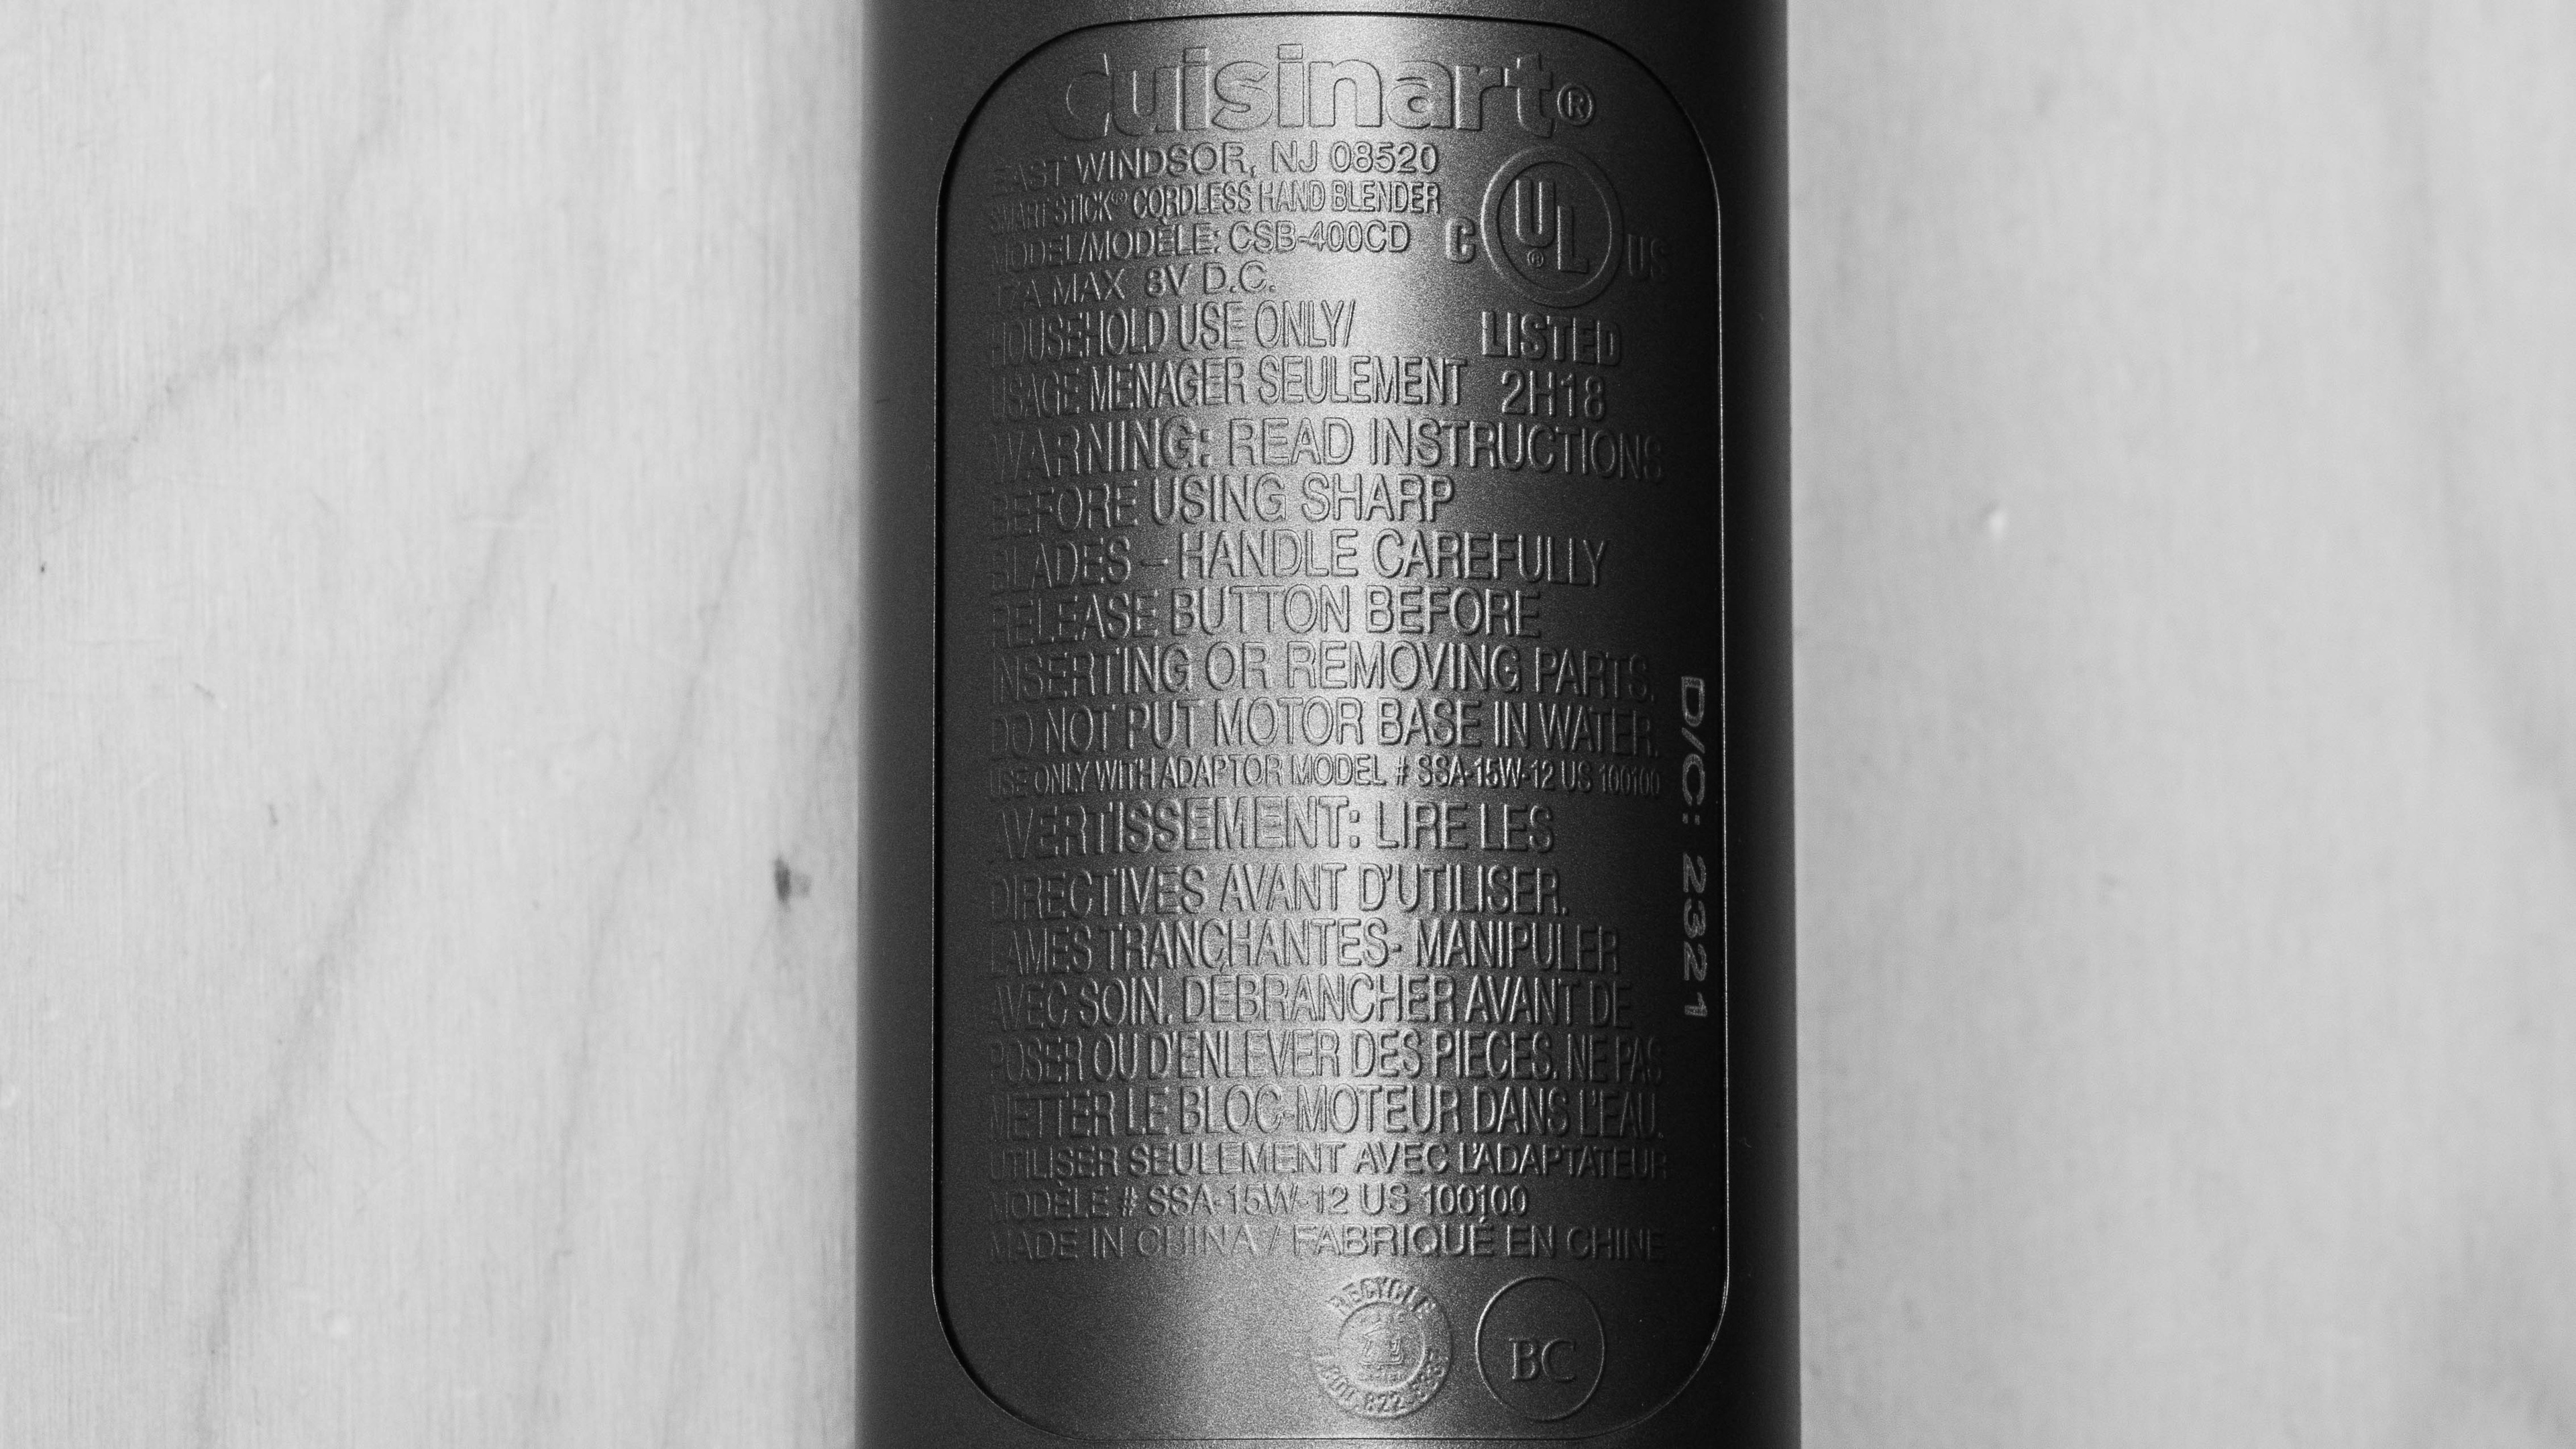 cuisinart®
EAST WINDSOR, NJ 08520
SMART STICK® CORDLESS HAND BLENDER
MODEL/MODÈLE: CSB-400CD
17A MAX 8V D.C.
HOUSEHOLD USE ONLY/
USAGE MENAGER SEULEMENT
C UL® US
LISTED
2H18
WARNING: READ INSTRUCTIONS
BEFORE USING SHARP
BLADES – HANDLE CAREFULLY
RELEASE BUTTON BEFORE
INSERTING OR REMOVING PARTS.
DO NOT PUT MOTOR BASE IN WATER.
USE ONLY WITH ADAPTOR MODEL # SSA-15W-12 US 100100
AVERTISSEMENT: LIRE LES
DIRECTIVES AVANT D'UTILISER.
LAMES TRANCHANTES- MANIPULER
AVEC SOIN. DÉBRANCHER AVANT DE
POSER OU D'ENLEVER DES PIECES. NE PAS
METTER LE BLOC-MOTEUR DANS L'EAU.
UTILISER SEULEMENT AVEC L'ADAPTATEUR
MODÈLE # SSA-15W-12 US 100100
MADE IN CHINA / FABRIQUÉ EN CHINE
D/C: 2321
RECYCLE
BC